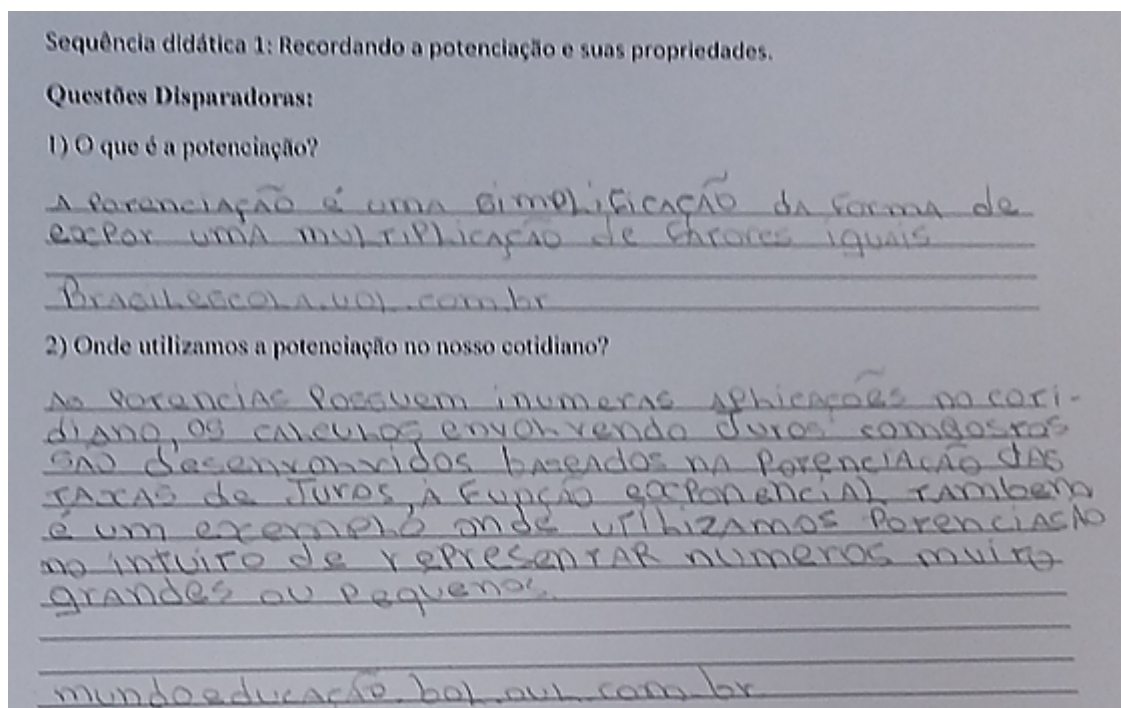 Sequência didática 1: Recordando a potenciação e suas propriedades.
Questões Disparadoras:
1) O que é a potenciação?
A Potenciação é uma simplificação da forma de
expor uma multiplicação de fatores iguais
Brasilescola.uol.com.br
2) Onde utilizamos a potenciação no nosso cotidiano?
As Potencias Possuem inumeras aplicações no coti-
diano, os calculos envolvendo Juros compostos
são desenvolvidos baseados na Potenciação das
taxas de Juros, A Função exponencial tambem
é um exemplo onde utilizamos Potenciação
no intuito de representar numeros muito
grandes ou Pequenos
mundoeducação.bol.oul.com.br